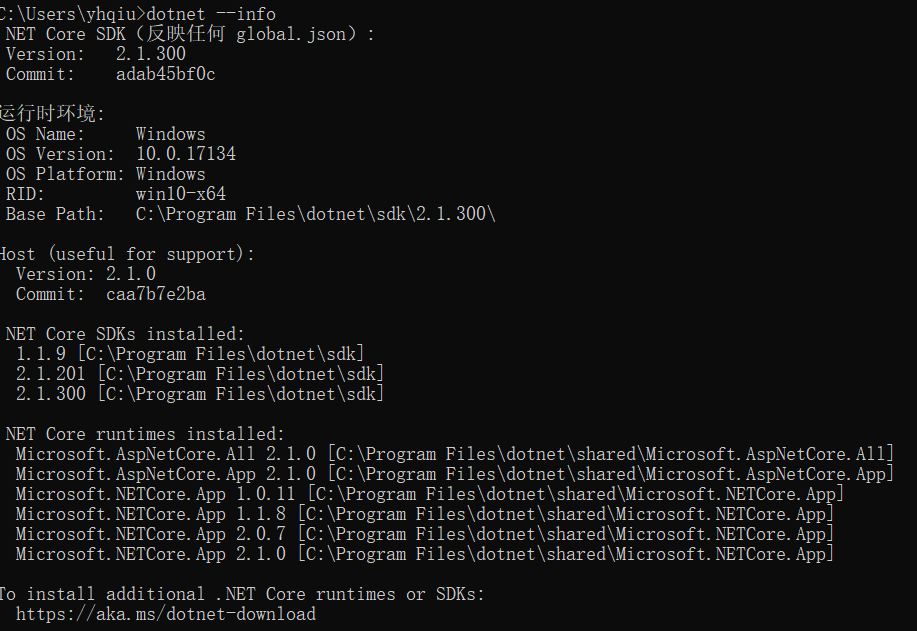 C:\Users\yhqiu>dotnet --info
NET Core SDK（反映任何 global.json）:
Version:   2.1.300
Commit:    adab45bf0c
运行时环境:
OS Name:     Windows
OS Version:  10.0.17134
OS Platform: Windows
RID:         win10-x64
Base Path:   C:\Program Files\dotnet\sdk\2.1.300\
Host (useful for support):
Version: 2.1.0
Commit:  caa7b7e2ba
NET Core SDKs installed:
1.1.9 [C:\Program Files\dotnet\sdk]
2.1.201 [C:\Program Files\dotnet\sdk]
2.1.300 [C:\Program Files\dotnet\sdk]
NET Core runtimes installed:
Microsoft.AspNetCore.All 2.1.0 [C:\Program Files\dotnet\shared\Microsoft.AspNetCore.All]
Microsoft.AspNetCore.App 2.1.0 [C:\Program Files\dotnet\shared\Microsoft.AspNetCore.App]
Microsoft.NETCore.App 1.0.11 [C:\Program Files\dotnet\shared\Microsoft.NETCore.App]
Microsoft.NETCore.App 1.1.8 [C:\Program Files\dotnet\shared\Microsoft.NETCore.App]
Microsoft.NETCore.App 2.0.7 [C:\Program Files\dotnet\shared\Microsoft.NETCore.App]
Microsoft.NETCore.App 2.1.0 [C:\Program Files\dotnet\shared\Microsoft.NETCore.App]
To install additional .NET Core runtimes or SDKs:
https://aka.ms/dotnet-download